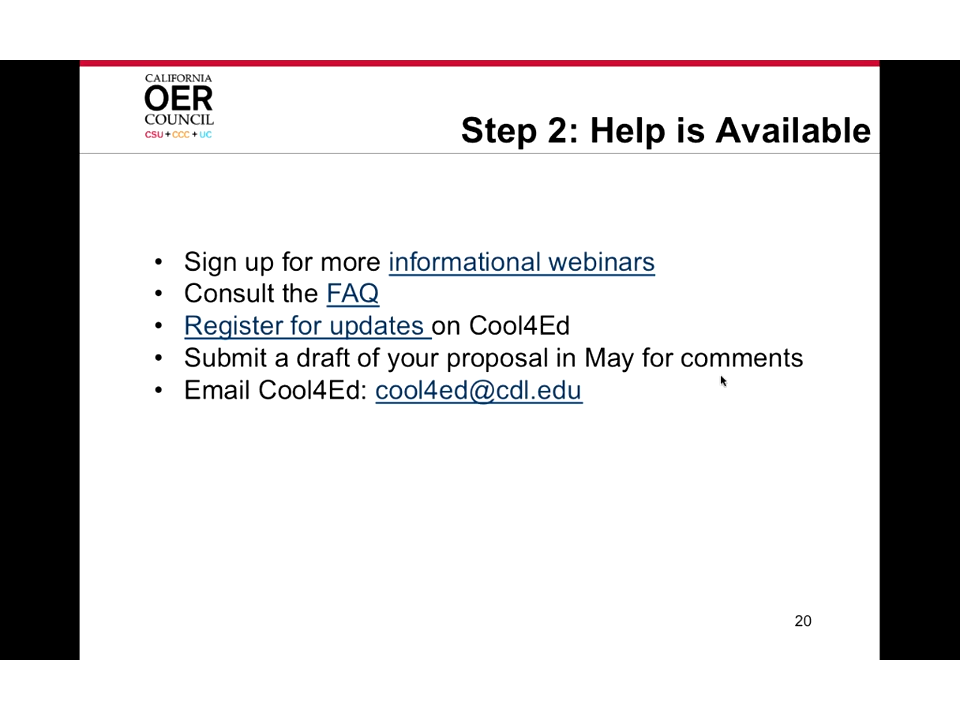 CALIFORNIA
OER
COUNCIL
CSU + CCC + UC
Step 2: Help is Available
• Sign up for more informational webinars
• Consult the FAQ
• Register for updates on Cool4Ed
• Submit a draft of your proposal in May for comments
• Email Cool4Ed: cool4ed@cdl.edu
20